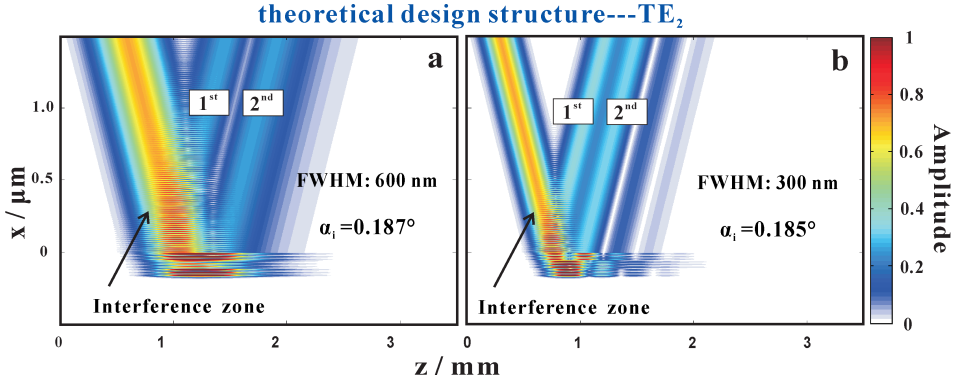 theoretical design structure---TE₂
a
b
1st
2nd
1st
2nd
FWHM: 600 nm
αi =0.187°
FWHM: 300 nm
αi =0.185°
Interference zone
Interference zone
x / μm
1.0
0.5
0
0
1
2
3
0
1
2
3
z / mm
1
0.8
0.6
0.4
0.2
0
Amplitude